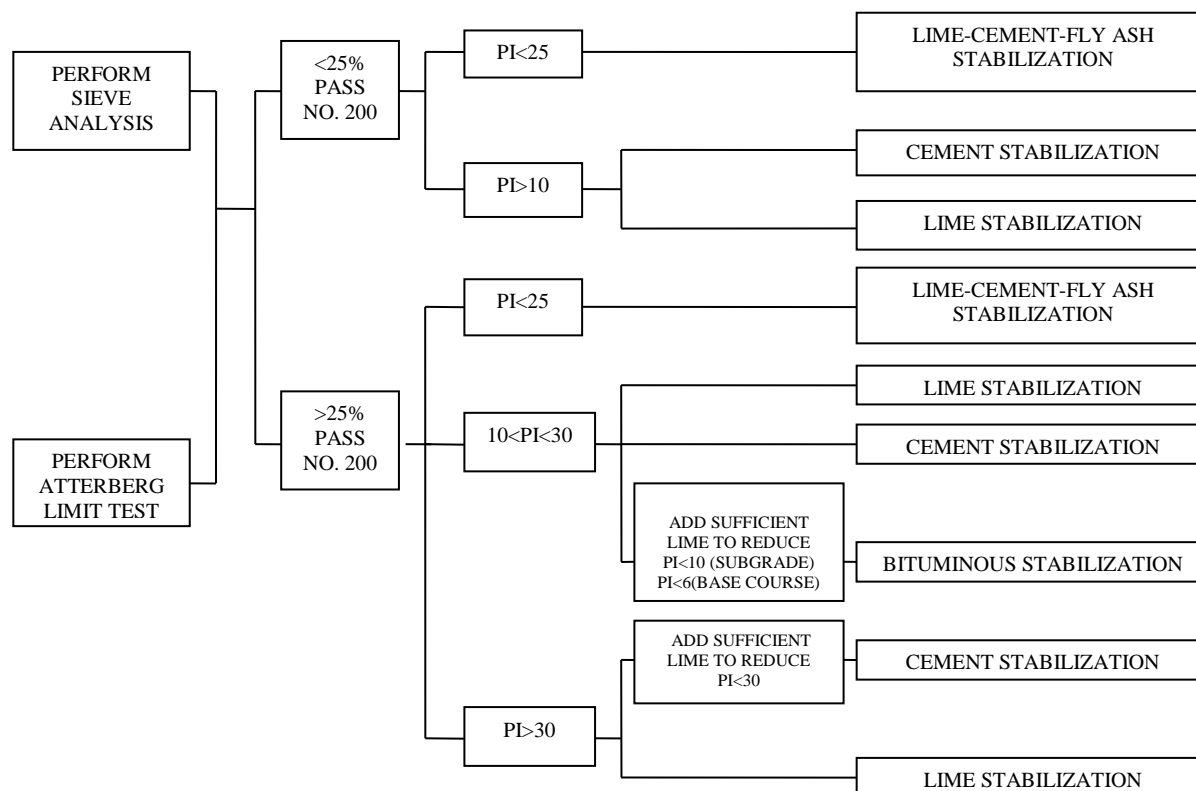 PERFORM
SIEVE
ANALYSIS
PERFORM
ATTERBERG
LIMIT TEST
<25%
PASS
NO. 200
>25%
PASS
NO. 200
PI<25
PI>10
PI<25
10<PI<30
PI>30
ADD SUFFICIENT
LIME TO REDUCE
PI<10 (SUBGRADE)
PI<6(BASE COURSE)
ADD SUFFICIENT
LIME TO REDUCE
PI<30
LIME-CEMENT-FLY ASH
STABILIZATION
CEMENT STABILIZATION
LIME STABILIZATION
LIME-CEMENT-FLY ASH
STABILIZATION
LIME STABILIZATION
CEMENT STABILIZATION
BITUMINOUS STABILIZATION
CEMENT STABILIZATION
LIME STABILIZATION